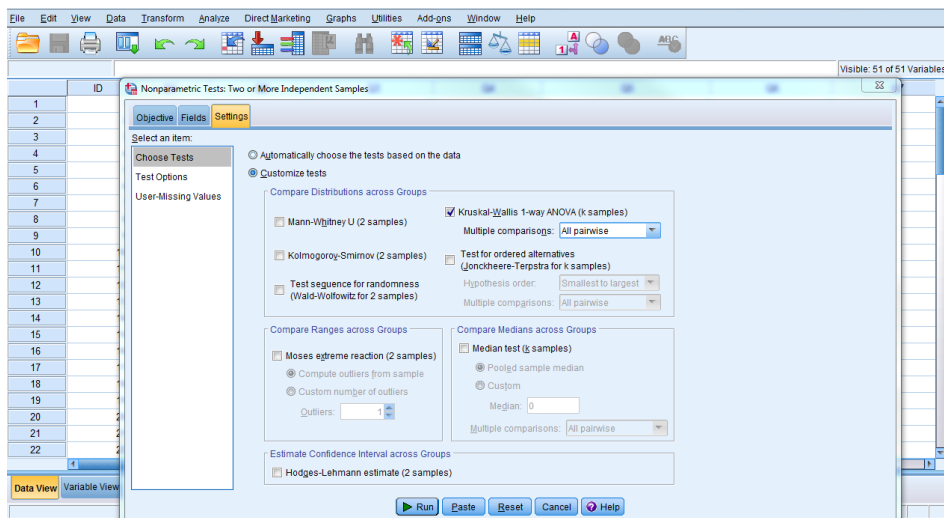 File Edit View Data Transform Analyze Direct Marketing Graphs Utilities Add-ons Window Help
Visible: 51 of 51 Variables
ID
Nonparametric Tests: Two or More Independent Samples
Objective Fields Settings
Select an item:
Choose Tests
Test Options
User-Missing Values
Automatically choose the tests based on the data
Customize tests
Compare Distributions across Groups
Mann-Whitney U (2 samples)
Kolmogorov-Smirnov (2 samples)
Test sequence for randomness
(Wald-Wolfowitz for 2 samples)
Kruskal-Wallis 1-way ANOVA (k samples)
Multiple comparisons: All pairwise
Test for ordered alternatives
(Jonckheere-Terpstra for k samples)
Hypothesis order: Smallest to largest
Multiple comparisons: All pairwise
Compare Ranges across Groups
Moses extreme reaction (2 samples)
Compute outliers from sample
Custom number of outliers
Outliers: 1
Compare Medians across Groups
Median test (k samples)
Pooled sample median
Custom
Median: 0
Multiple comparisons: All pairwise
Estimate Confidence Interval across Groups
Hodges-Lehmann estimate (2 samples)
Run Paste Reset Cancel Help
1
2
3
4
5
6
7
8
9
10
11
12
13
14
15
16
17
18
19
20
21
22
Data View Variable View